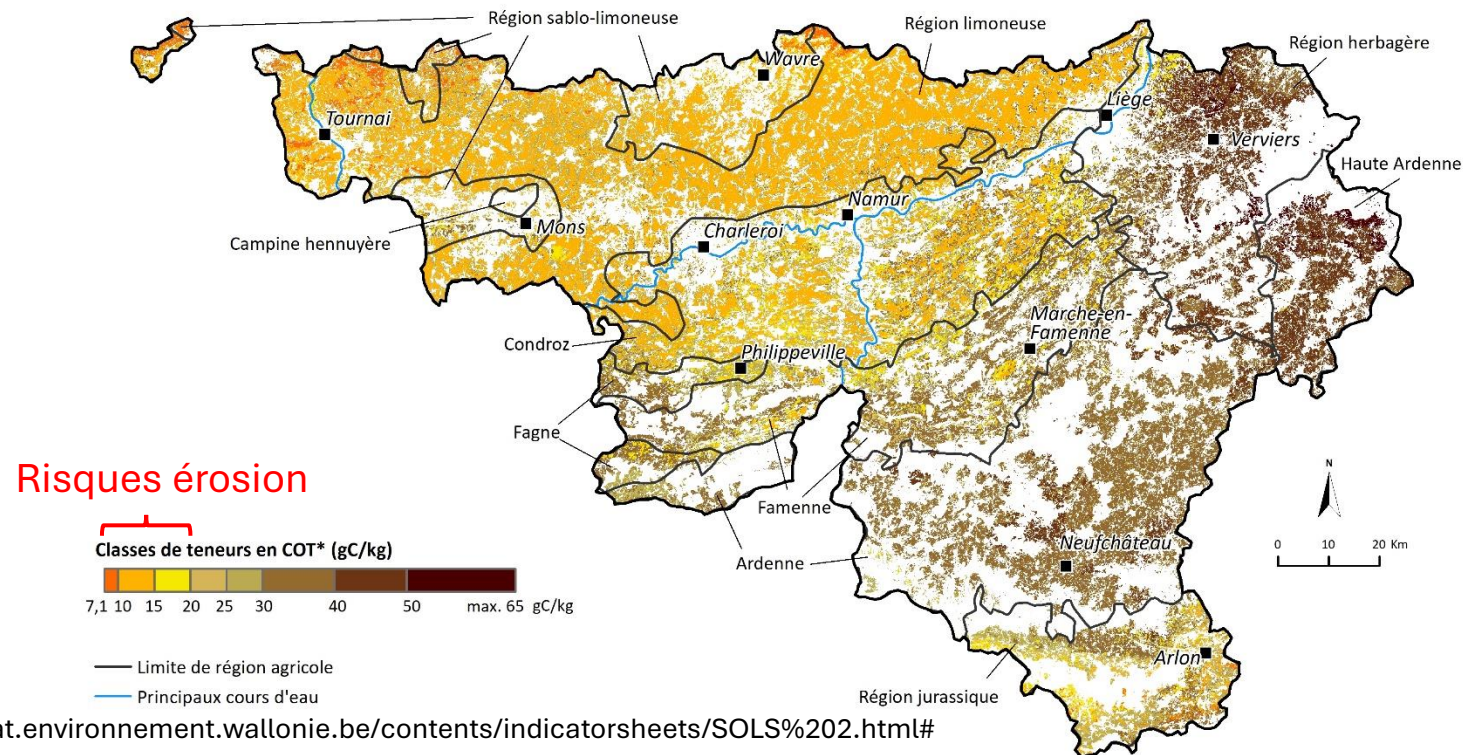 Région sablo-limoneuse
Région limoneuse
Wavre
Région herbagère
Liège
Tournai
Verviers
Haute Ardenne
Namur
Mons
Charleroi
Campine hennuyère
Marche-en-
Famenne
Condroz
Philippeville
Fagne
Risques érosion
Famenne
N
Classes de teneurs en COT* (gC/kg)
Neufchâteau
0 10 20 Km
Ardenne
7,1 10 15 20 25 30 40 50 max. 65 gC/kg
Limite de région agricole
Arlon
Principaux cours d'eau
Région jurassique
at.environnement.wallonie.be/contents/indicatorsheets/SOLS%202.html#